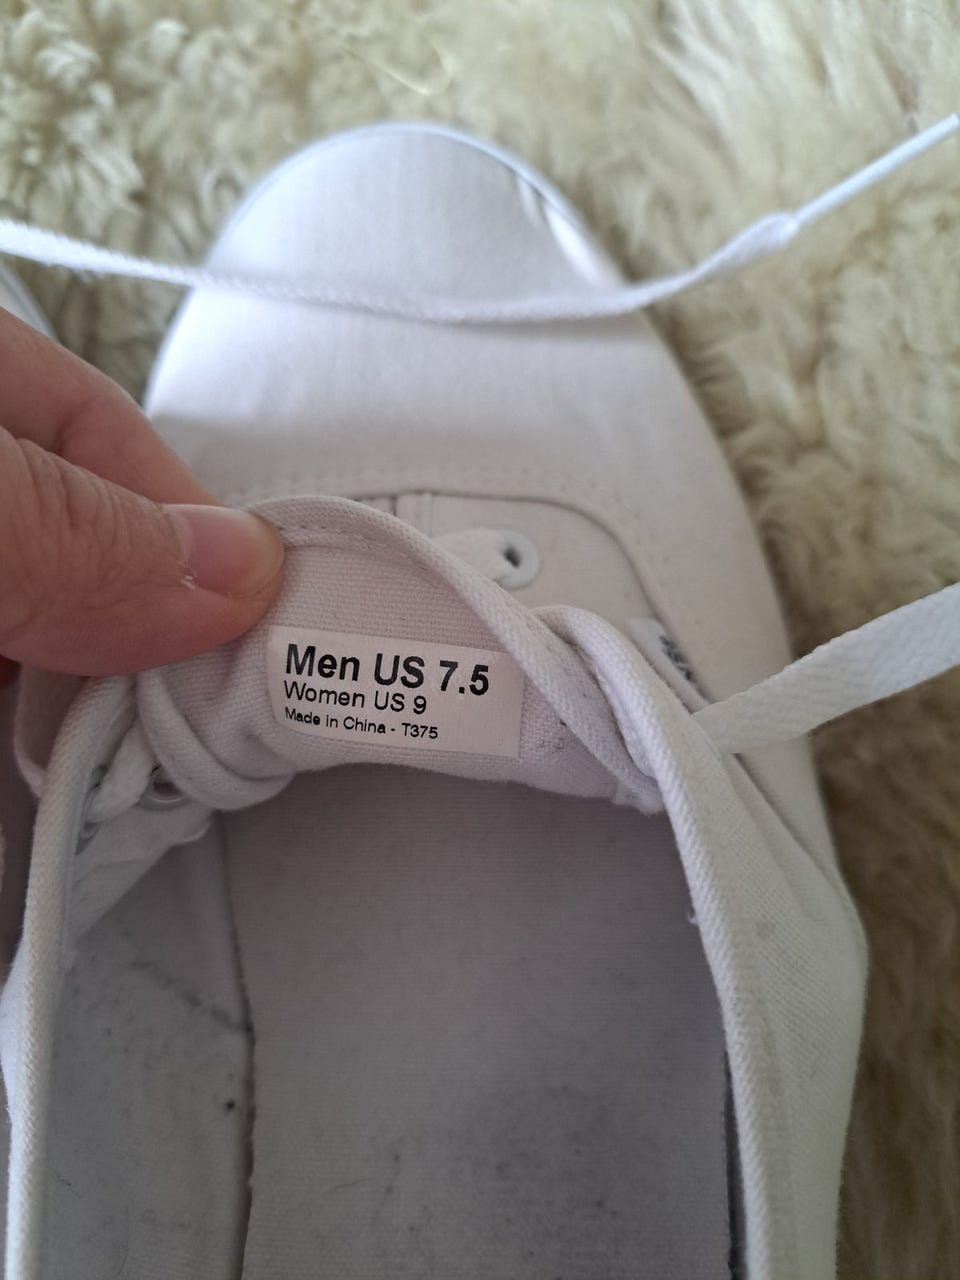 Men US 7.5
Women US 9
Made in China - T375